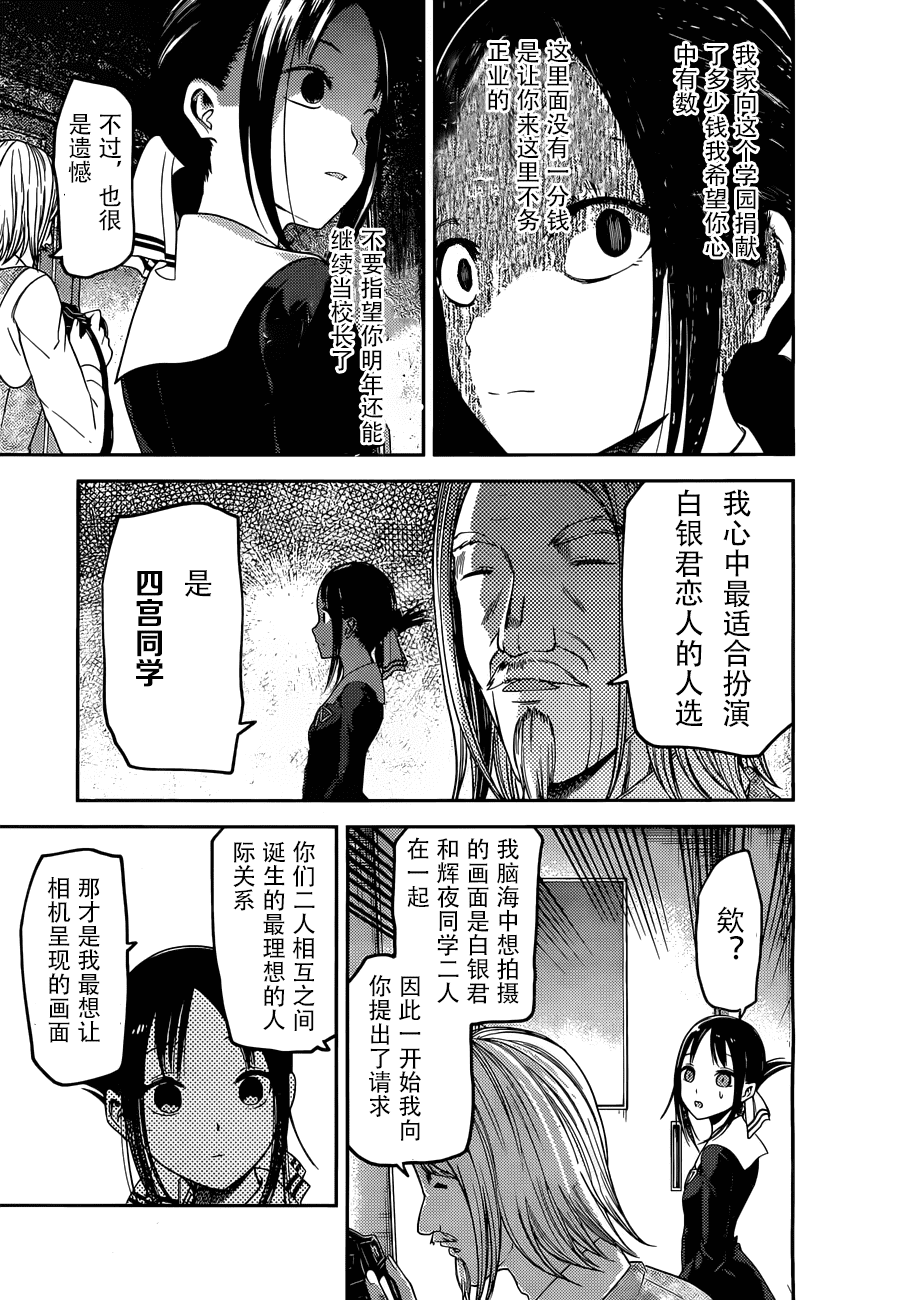 我家向这个学园捐献
了多少钱我希望你心
中有数
这里面没有一分钱
是让你来这里不务
正业的
不要指望你明年还能
继续当校长了
不过，也很
是遗憾
我心中最适合扮演
白银君恋人的人选
是
四宫同学
欸？
我脑海中想拍摄
的画面是白银君
和辉夜同学二人
在一起
因此一开始我向
你提出了请求
你们二人相互之间
诞生的最理想的人
际关系
那才是我最想让
相机呈现的画面